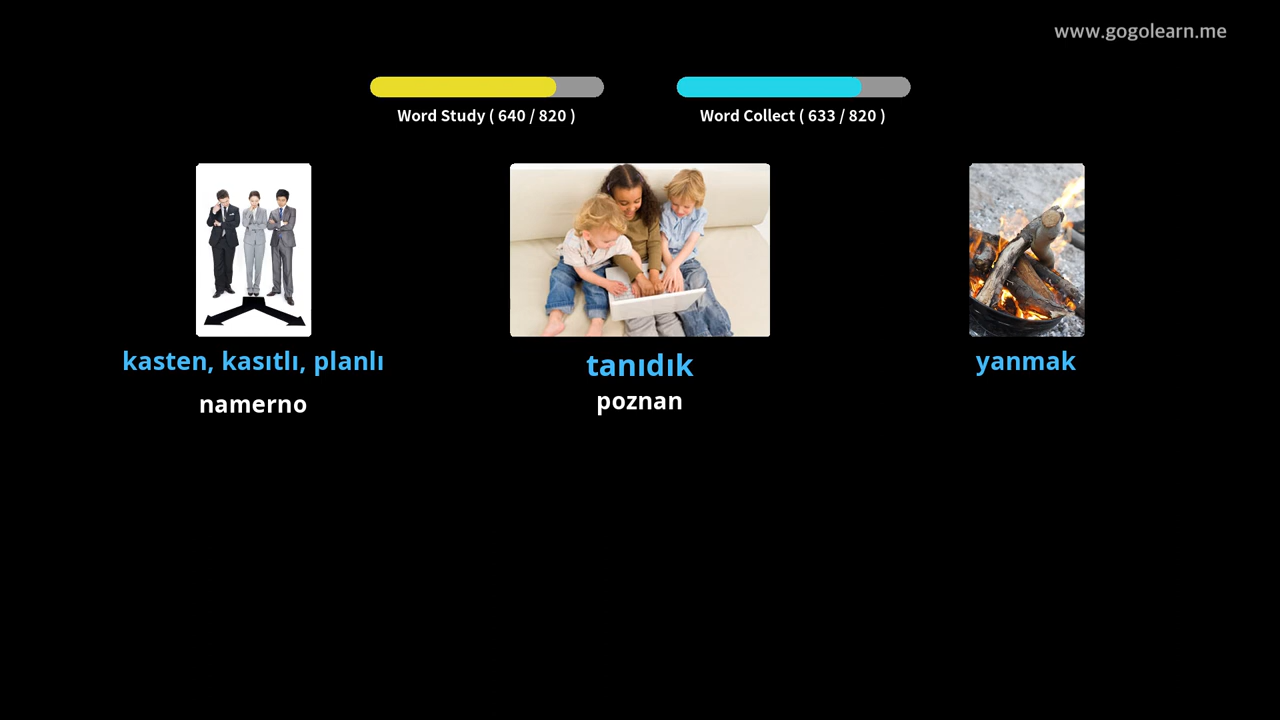 www.gogolearn.me
Word Study ( 640 / 820 )
Word Collect ( 633 / 820 )
kasten, kasıtlı, planlı
namerno
tanıdık
poznan
yanmak